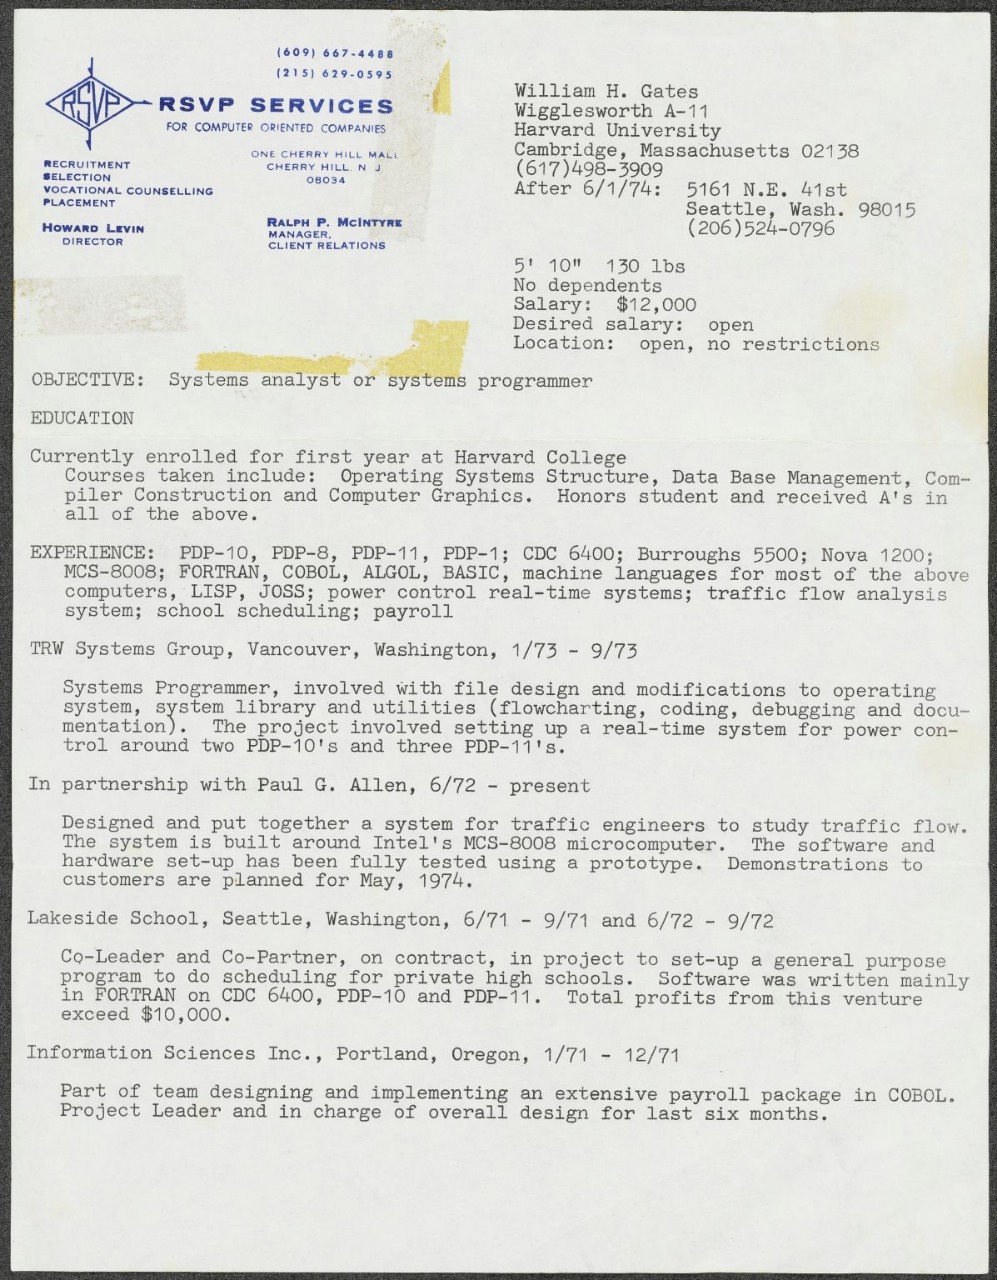 (609) 667-4488
(215) 629-0595
RSVP
RSVP SERVICES
FOR COMPUTER ORIENTED COMPANIES
RECRUITMENT
SELECTION
VOCATIONAL COUNSELLING
PLACEMENT
ONE CHERRY HILL MALL
CHERRY HILL, N J
08034
HOWARD LEVIN
DIRECTOR
RALPH P. McINTYRE
MANAGER,
CLIENT RELATIONS
William H. Gates
Wigglesworth A-11
Harvard University
Cambridge, Massachusetts 02138
(617)498-3909
After 6/1/74: 5161 N.E. 41st
Seattle, Wash. 98015
(206)524-0796
5' 10" 130 lbs
No dependents
Salary: $12,000
Desired salary: open
Location: open, no restrictions
OBJECTIVE: Systems analyst or systems programmer
EDUCATION
Currently enrolled for first year at Harvard College
Courses taken include: Operating Systems Structure, Data Base Management, Com-
piler Construction and Computer Graphics. Honors student and received A's in
all of the above.
EXPERIENCE: PDP-10, PDP-8, PDP-11, PDP-1; CDC 6400; Burroughs 5500; Nova 1200;
MCS-8008; FORTRAN, COBOL, ALGOL, BASIC, machine languages for most of the above
computers, LISP, JOSS; power control real-time systems; traffic flow analysis
system; school scheduling; payroll
TRW Systems Group, Vancouver, Washington, 1/73 - 9/73
Systems Programmer, involved with file design and modifications to operating
system, system library and utilities (flowcharting, coding, debugging and docu-
mentation). The project involved setting up a real-time system for power con-
trol around two PDP-10's and three PDP-11's.
In partnership with Paul G. Allen, 6/72 - present
Designed and put together a system for traffic engineers to study traffic flow.
The system is built around Intel's MCS-8008 microcomputer. The software and
hardware set-up has been fully tested using a prototype. Demonstrations to
customers are planned for May, 1974.
Lakeside School, Seattle, Washington, 6/71 - 9/71 and 6/72 - 9/72
Co-Leader and Co-Partner, on contract, in project to set-up a general purpose
program to do scheduling for private high schools. Software was written mainly
in FORTRAN on CDC 6400, PDP-10 and PDP-11. Total profits from this venture
exceed $10,000.
Information Sciences Inc., Portland, Oregon, 1/71 - 12/71
Part of team designing and implementing an extensive payroll package in COBOL.
Project Leader and in charge of overall design for last six months.